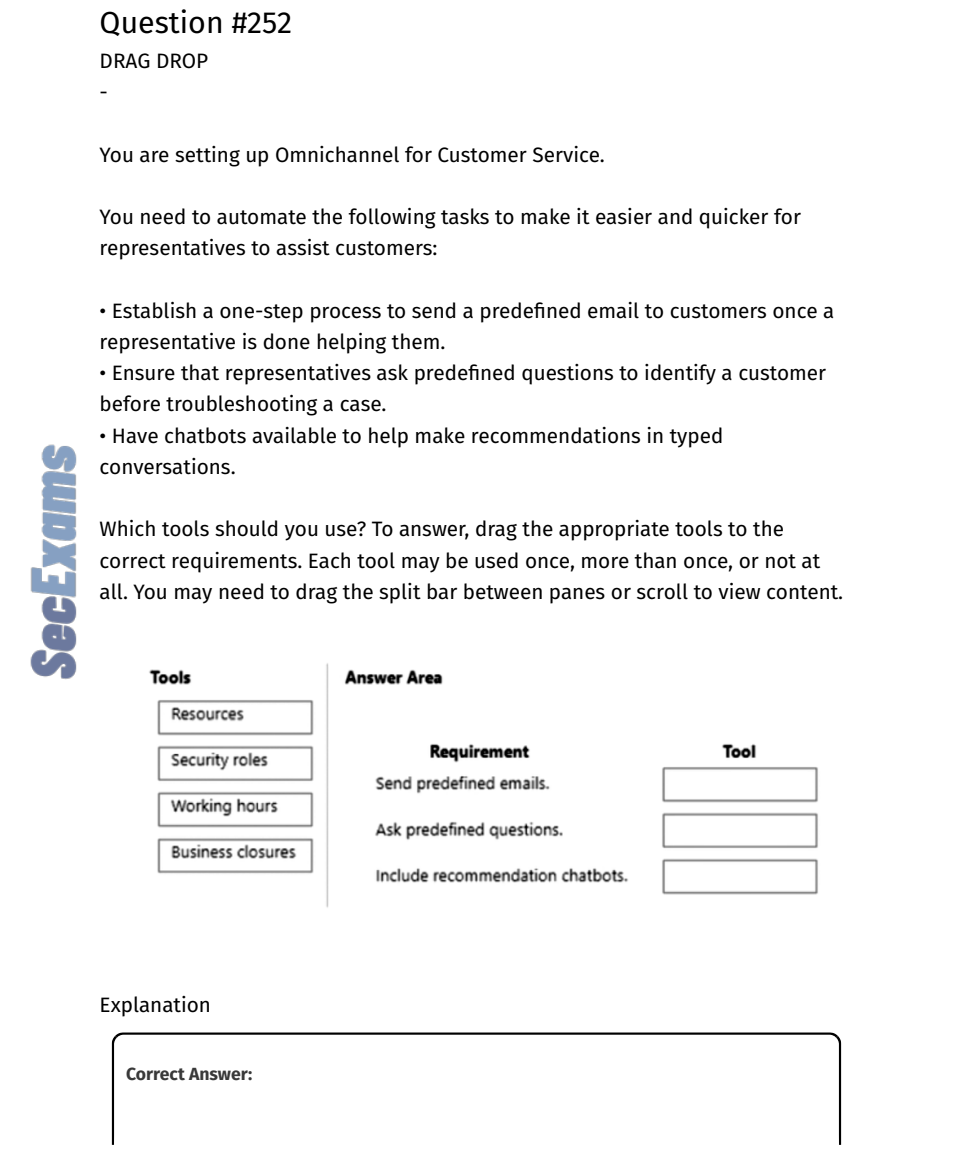 Question #252
DRAG DROP
-
You are setting up Omnichannel for Customer Service.
You need to automate the following tasks to make it easier and quicker for
representatives to assist customers:
• Establish a one-step process to send a predefined email to customers once a
representative is done helping them.
• Ensure that representatives ask predefined questions to identify a customer
before troubleshooting a case.
• Have chatbots available to help make recommendations in typed
conversations.
Which tools should you use? To answer, drag the appropriate tools to the
correct requirements. Each tool may be used once, more than once, or not at
all. You may need to drag the split bar between panes or scroll to view content.
SecExams
Tools
Resources
Security roles
Working hours
Business closures
Answer Area
Requirement Tool
Send predefined emails.
Ask predefined questions.
Include recommendation chatbots.
Explanation
Correct Answer: